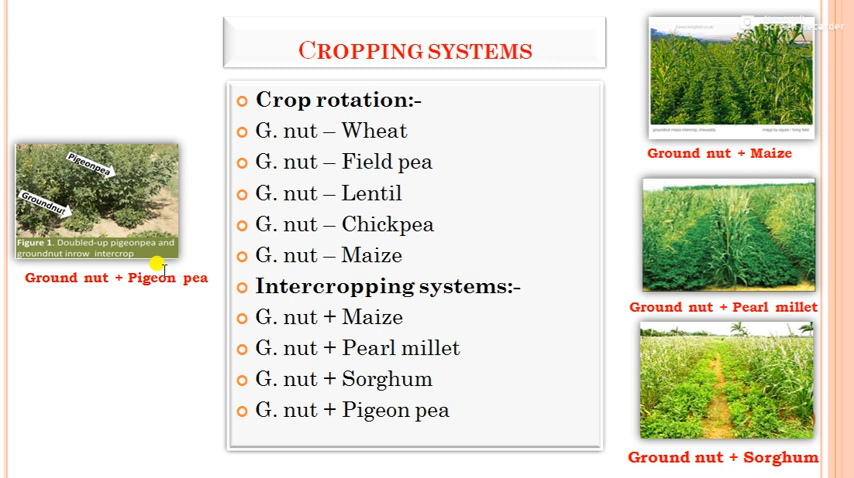 CROPPING SYSTEMS
Crop rotation:-
G. nut – Wheat
G. nut – Field pea
G. nut – Lentil
G. nut – Chickpea
G. nut – Maize
Intercropping systems:-
G. nut + Maize
G. nut + Pearl millet
G. nut + Sorghum
G. nut + Pigeon pea
Pigeonpea
Groundnut
Figure 1. Doubled-up pigeonpea and
groundnut inrow intercrop
Ground nut + Pigeon pea
Ground nut + Maize
Ground nut + Pearl millet
Ground nut + Sorghum